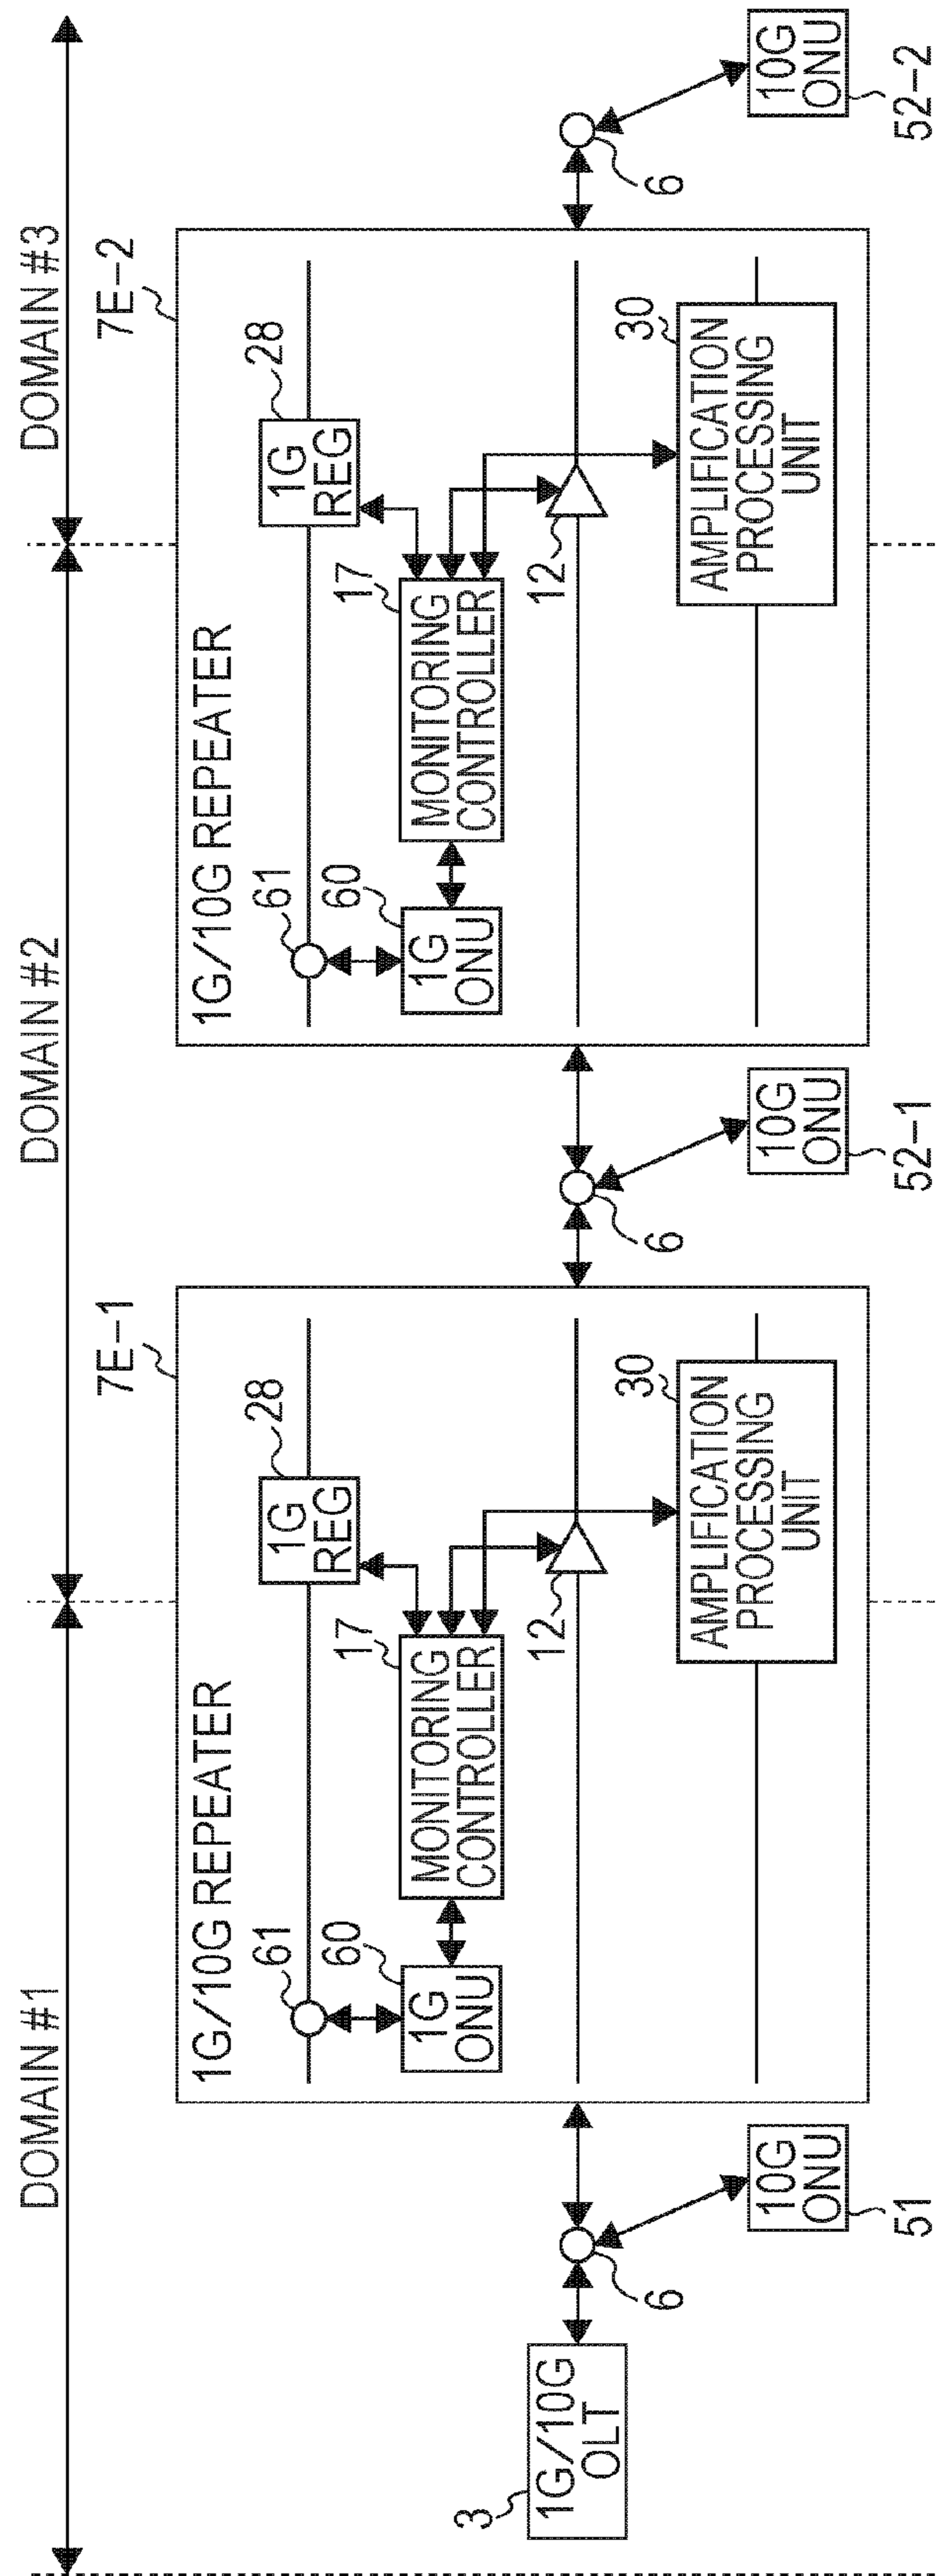 DOMAIN #1
DOMAIN #2
DOMAIN #3
7E-1
7E-2
1G/10G REPEATER
61
60
1G
ONU
17
MONITORING
CONTROLLER
28
1G
REG
12
30
AMPLIFICATION
PROCESSING
UNIT
1G/10G REPEATER
61
60
1G
ONU
17
MONITORING
CONTROLLER
28
1G
REG
12
30
AMPLIFICATION
PROCESSING
UNIT
3
1G/10G
OLT
6
10G
ONU
51
6
10G
ONU
52-1
6
10G
ONU
52-2